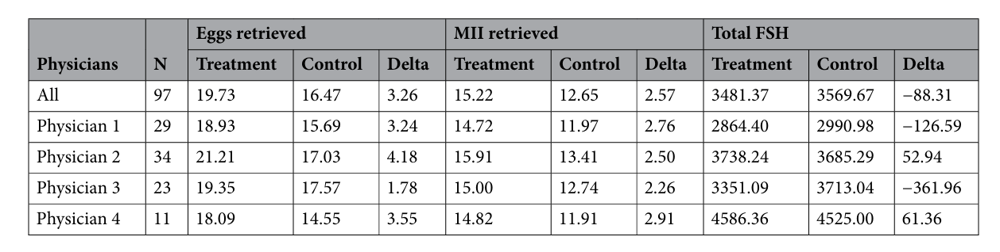 Eggs retrieved MII retrieved Total FSH
Physicians N Treatment Control Delta Treatment Control Delta Treatment Control Delta
All 97 19.73 16.47 3.26 15.22 12.65 2.57 3481.37 3569.67 −88.31
Physician 1 29 18.93 15.69 3.24 14.72 11.97 2.76 2864.40 2990.98 −126.59
Physician 2 34 21.21 17.03 4.18 15.91 13.41 2.50 3738.24 3685.29 52.94
Physician 3 23 19.35 17.57 1.78 15.00 12.74 2.26 3351.09 3713.04 −361.96
Physician 4 11 18.09 14.55 3.55 14.82 11.91 2.91 4586.36 4525.00 61.36